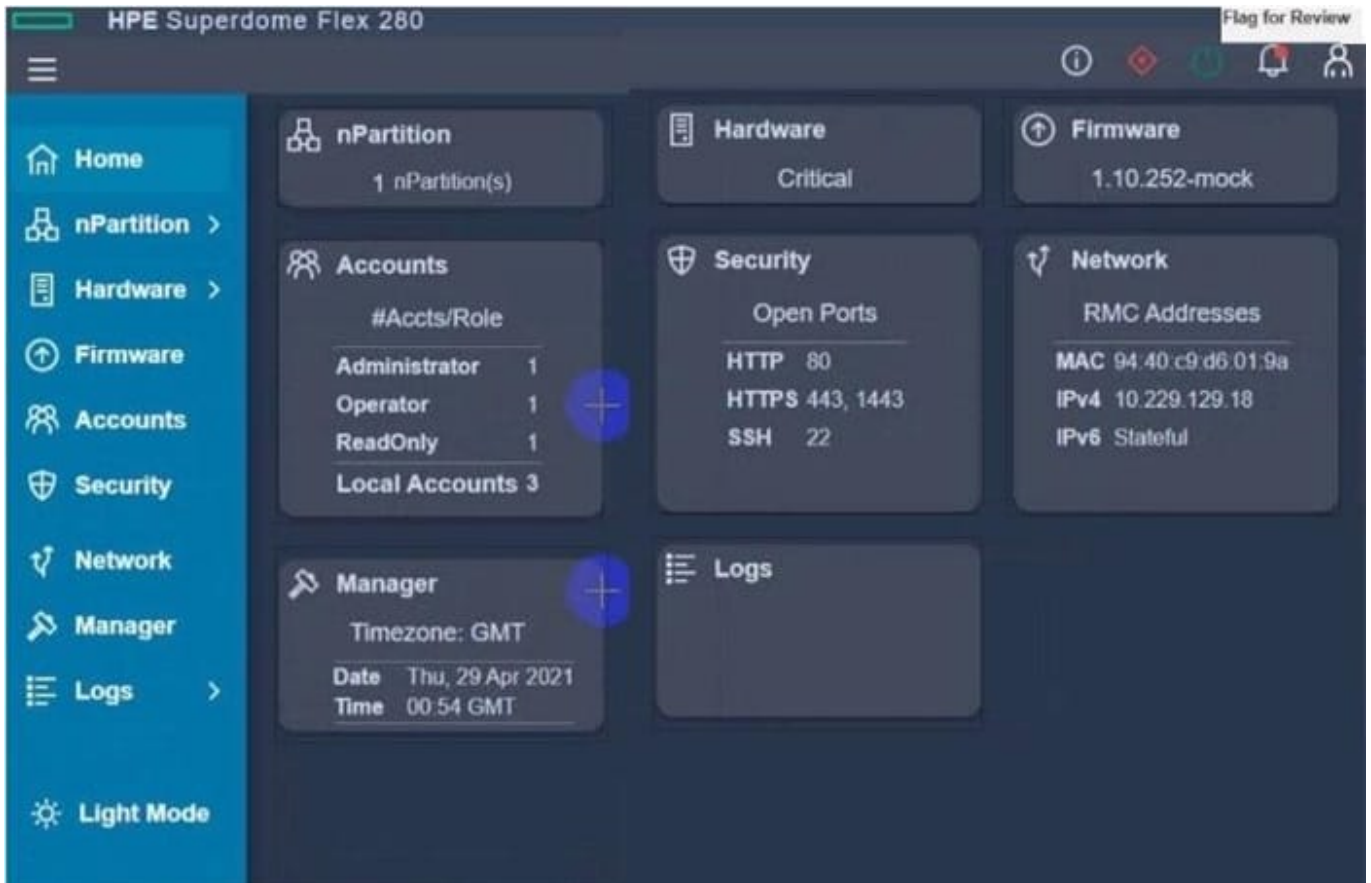 HPE Superdome Flex 280
Flag for Review
Home
nPartition
Hardware
Firmware
Accounts
Security
Network
Manager
Logs
Light Mode
nPartition
1 nPartition(s)
Hardware
Critical
Firmware
1.10.252-mock
Accounts
#Accts/Role
Administrator 1
Operator 1
ReadOnly 1
Local Accounts 3
Security
Open Ports
HTTP 80
HTTPS 443, 1443
SSH 22
Network
RMC Addresses
MAC 94:40:c9:d6:01:9a
IPv4 10.229.129.18
IPv6 Stateful
Manager
Timezone: GMT
Date Thu, 29 Apr 2021
Time 00:54 GMT
Logs